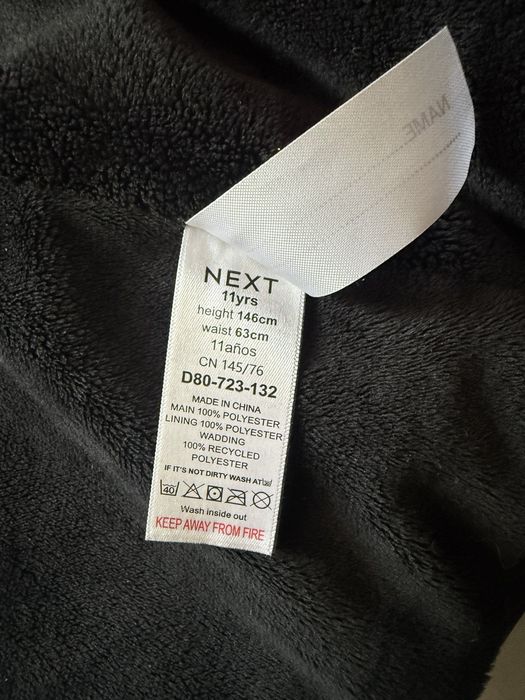 NAME
NEXT
11yrs
height 146cm
waist 63cm
11años
CN 145/76
D80-723-132
MADE IN CHINA
MAIN 100% POLYESTER
LINING 100% POLYESTER
WADDING
100% RECYCLED
POLYESTER
IF IT'S NOT DIRTY WASH AT
40
Wash inside out
KEEP AWAY FROM FIRE